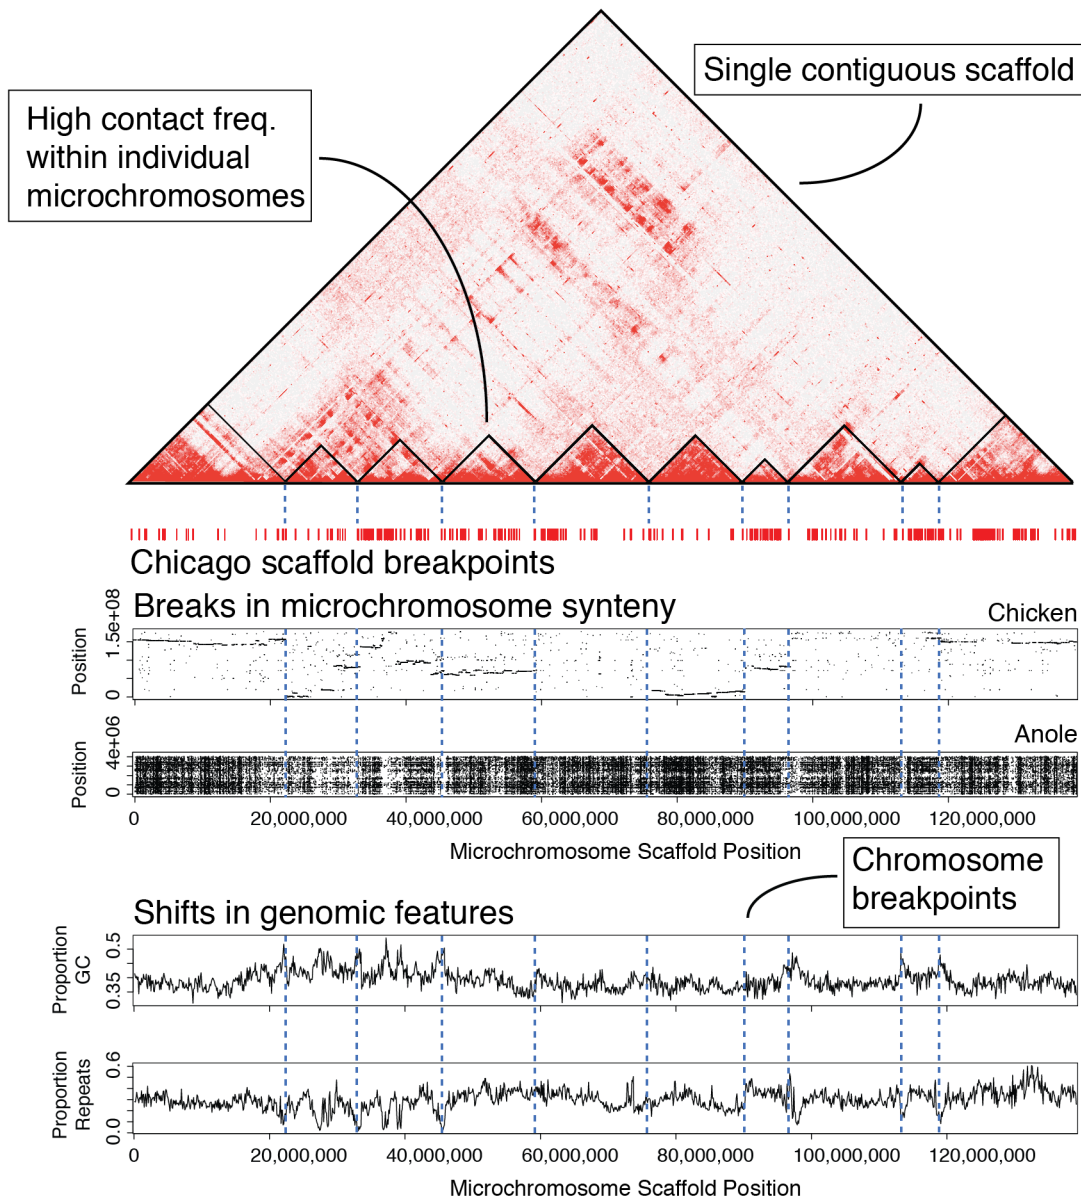 Single contiguous scaffold
High contact freq.
within individual
microchromosomes
Chicago scaffold breakpoints
Breaks in microchromosome synteny
Chicken
Position
0
1.5e+08
Anole
Position
0
4e+06
0
20,000,000
40,000,000
60,000,000
80,000,000
100,000,000
120,000,000
Microchromosome Scaffold Position
Chromosome
breakpoints
Shifts in genomic features
Proportion
GC
0.35
0.5
Proportion
Repeats
0.0
0.6
0
20,000,000
40,000,000
60,000,000
80,000,000
100,000,000
120,000,000
Microchromosome Scaffold Position